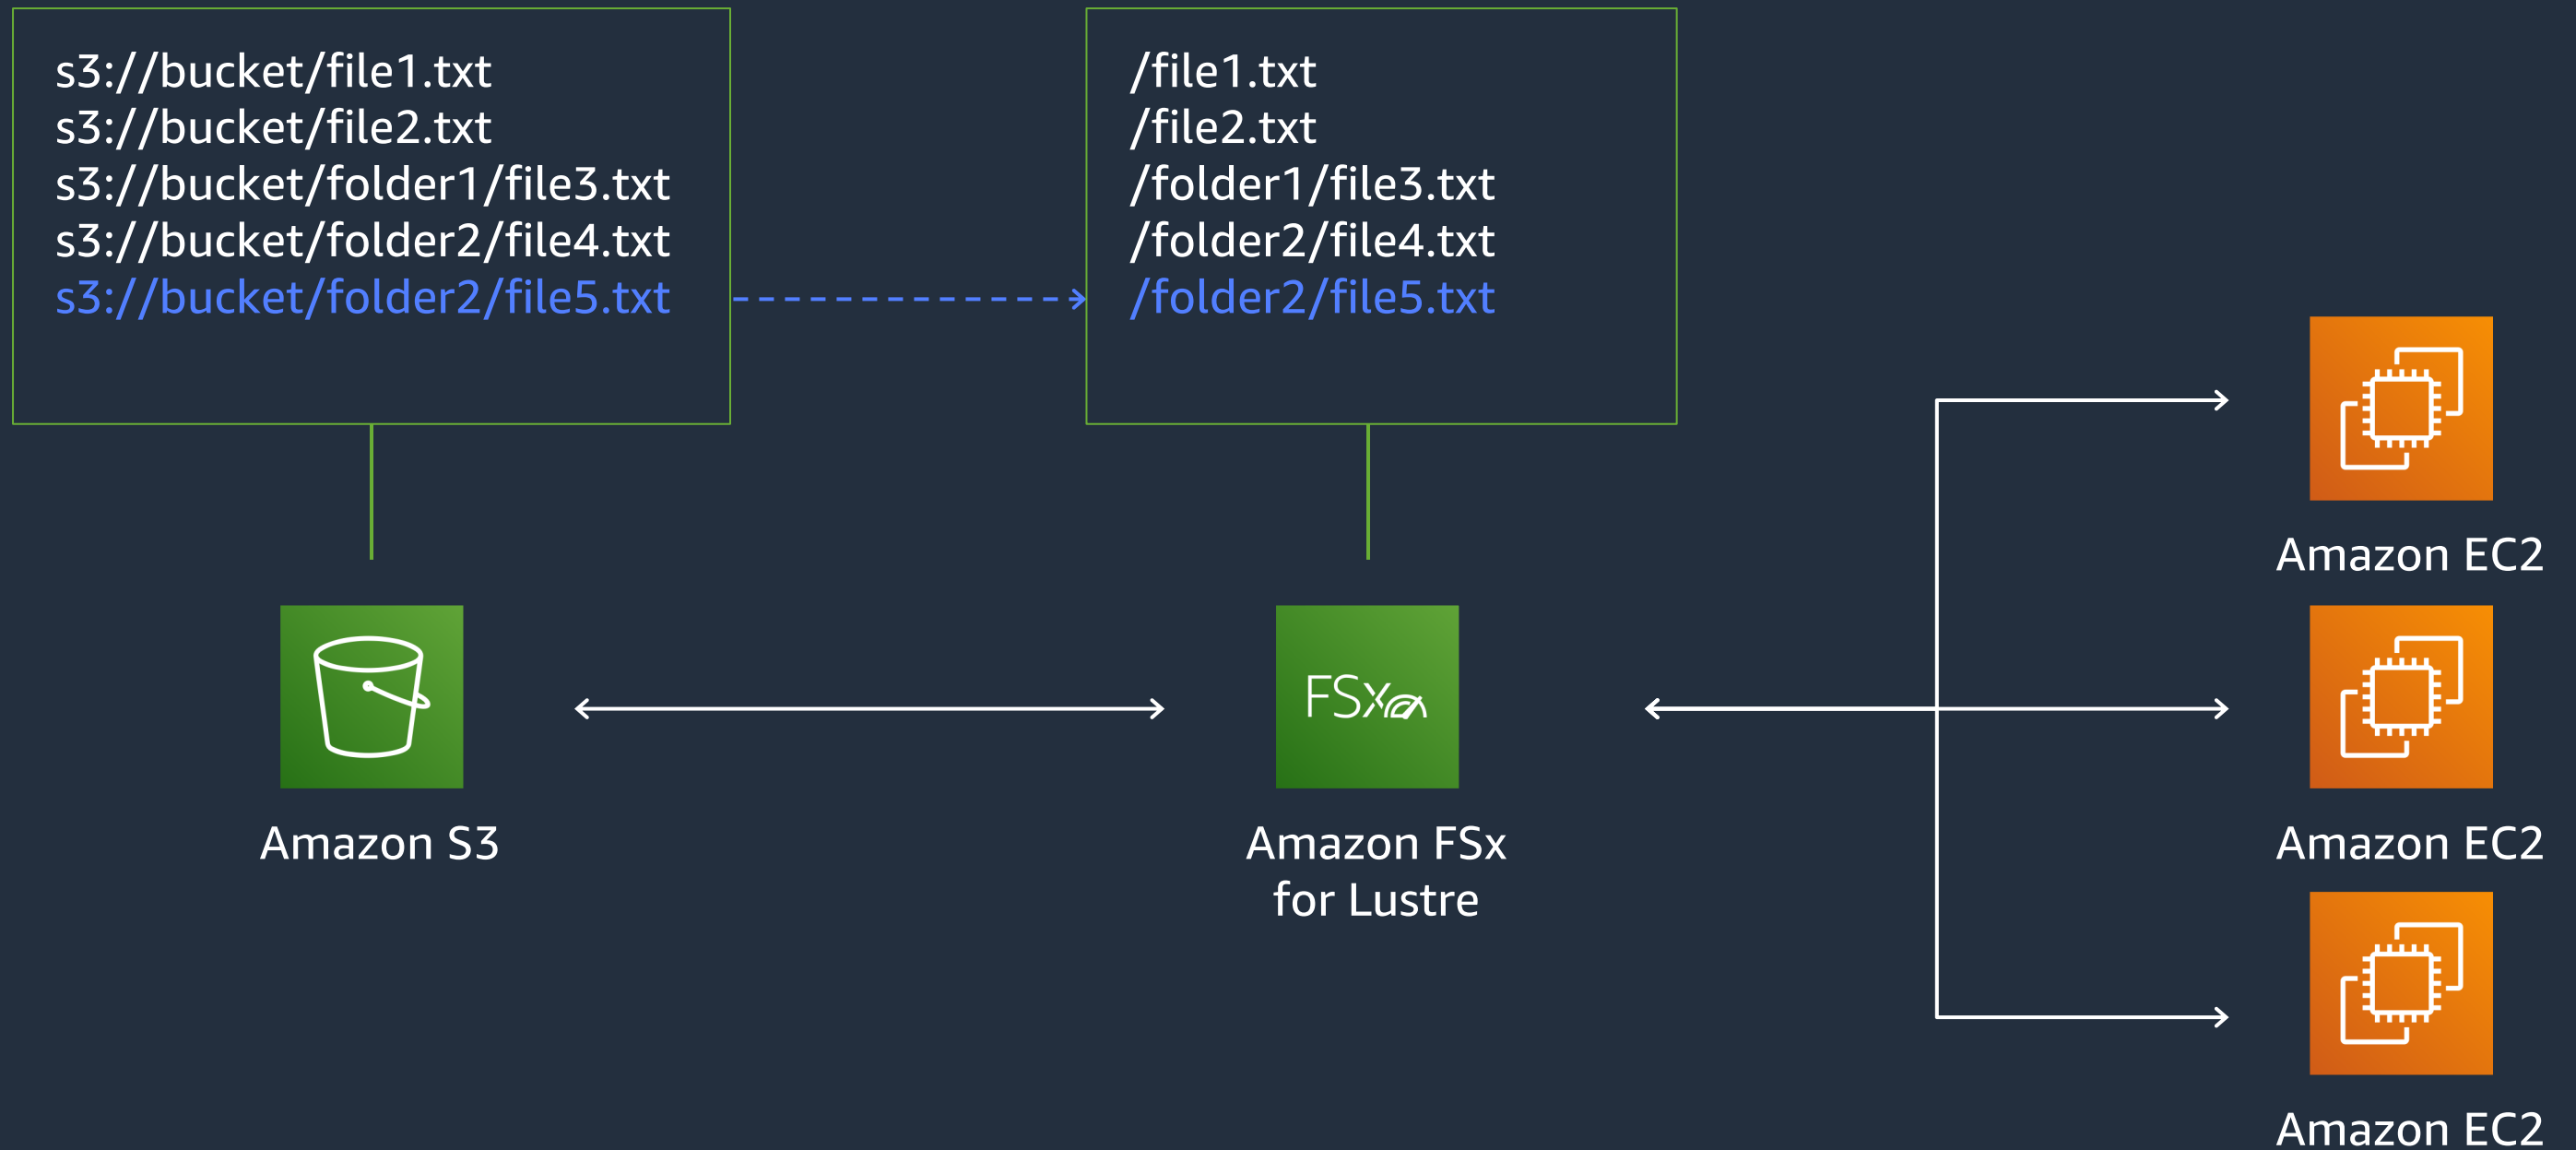 s3://bucket/file1.txt
s3://bucket/file2.txt
s3://bucket/folder1/file3.txt
s3://bucket/folder2/file4.txt
s3://bucket/folder2/file5.txt
/file1.txt
/file2.txt
/folder1/file3.txt
/folder2/file4.txt
/folder2/file5.txt
Amazon EC2
FSx
Amazon S3
Amazon FSx
for Lustre
Amazon EC2
Amazon EC2